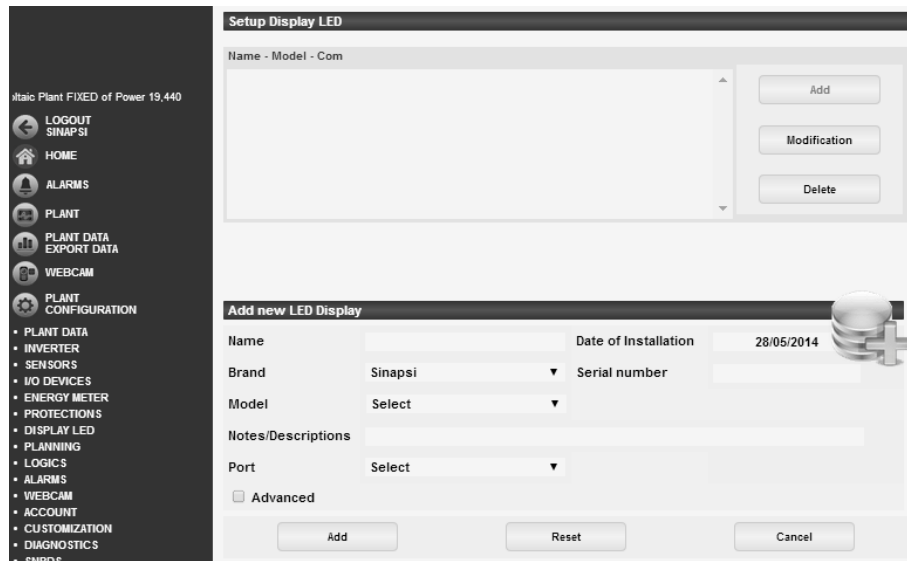 ltaic Plant FIXED of Power 19,440
LOGOUT
SINAPSI
HOME
ALARMS
PLANT
PLANT DATA
EXPORT DATA
WEBCAM
PLANT
CONFIGURATION
• PLANT DATA
• INVERTER
• SENSORS
• I/O DEVICES
• ENERGY METER
• PROTECTIONS
• DISPLAY LED
• PLANNING
• LOGICS
• ALARMS
• WEBCAM
• ACCOUNT
• CUSTOMIZATION
• DIAGNOSTICS
Setup Display LED
Name - Model - Com
Add
Modification
Delete
Add new LED Display
Name
Date of Installation 28/05/2014
Brand Sinapsi ▼ Serial number
Model Select ▼
Notes/Descriptions
Port Select ▼
Advanced
Add Reset Cancel